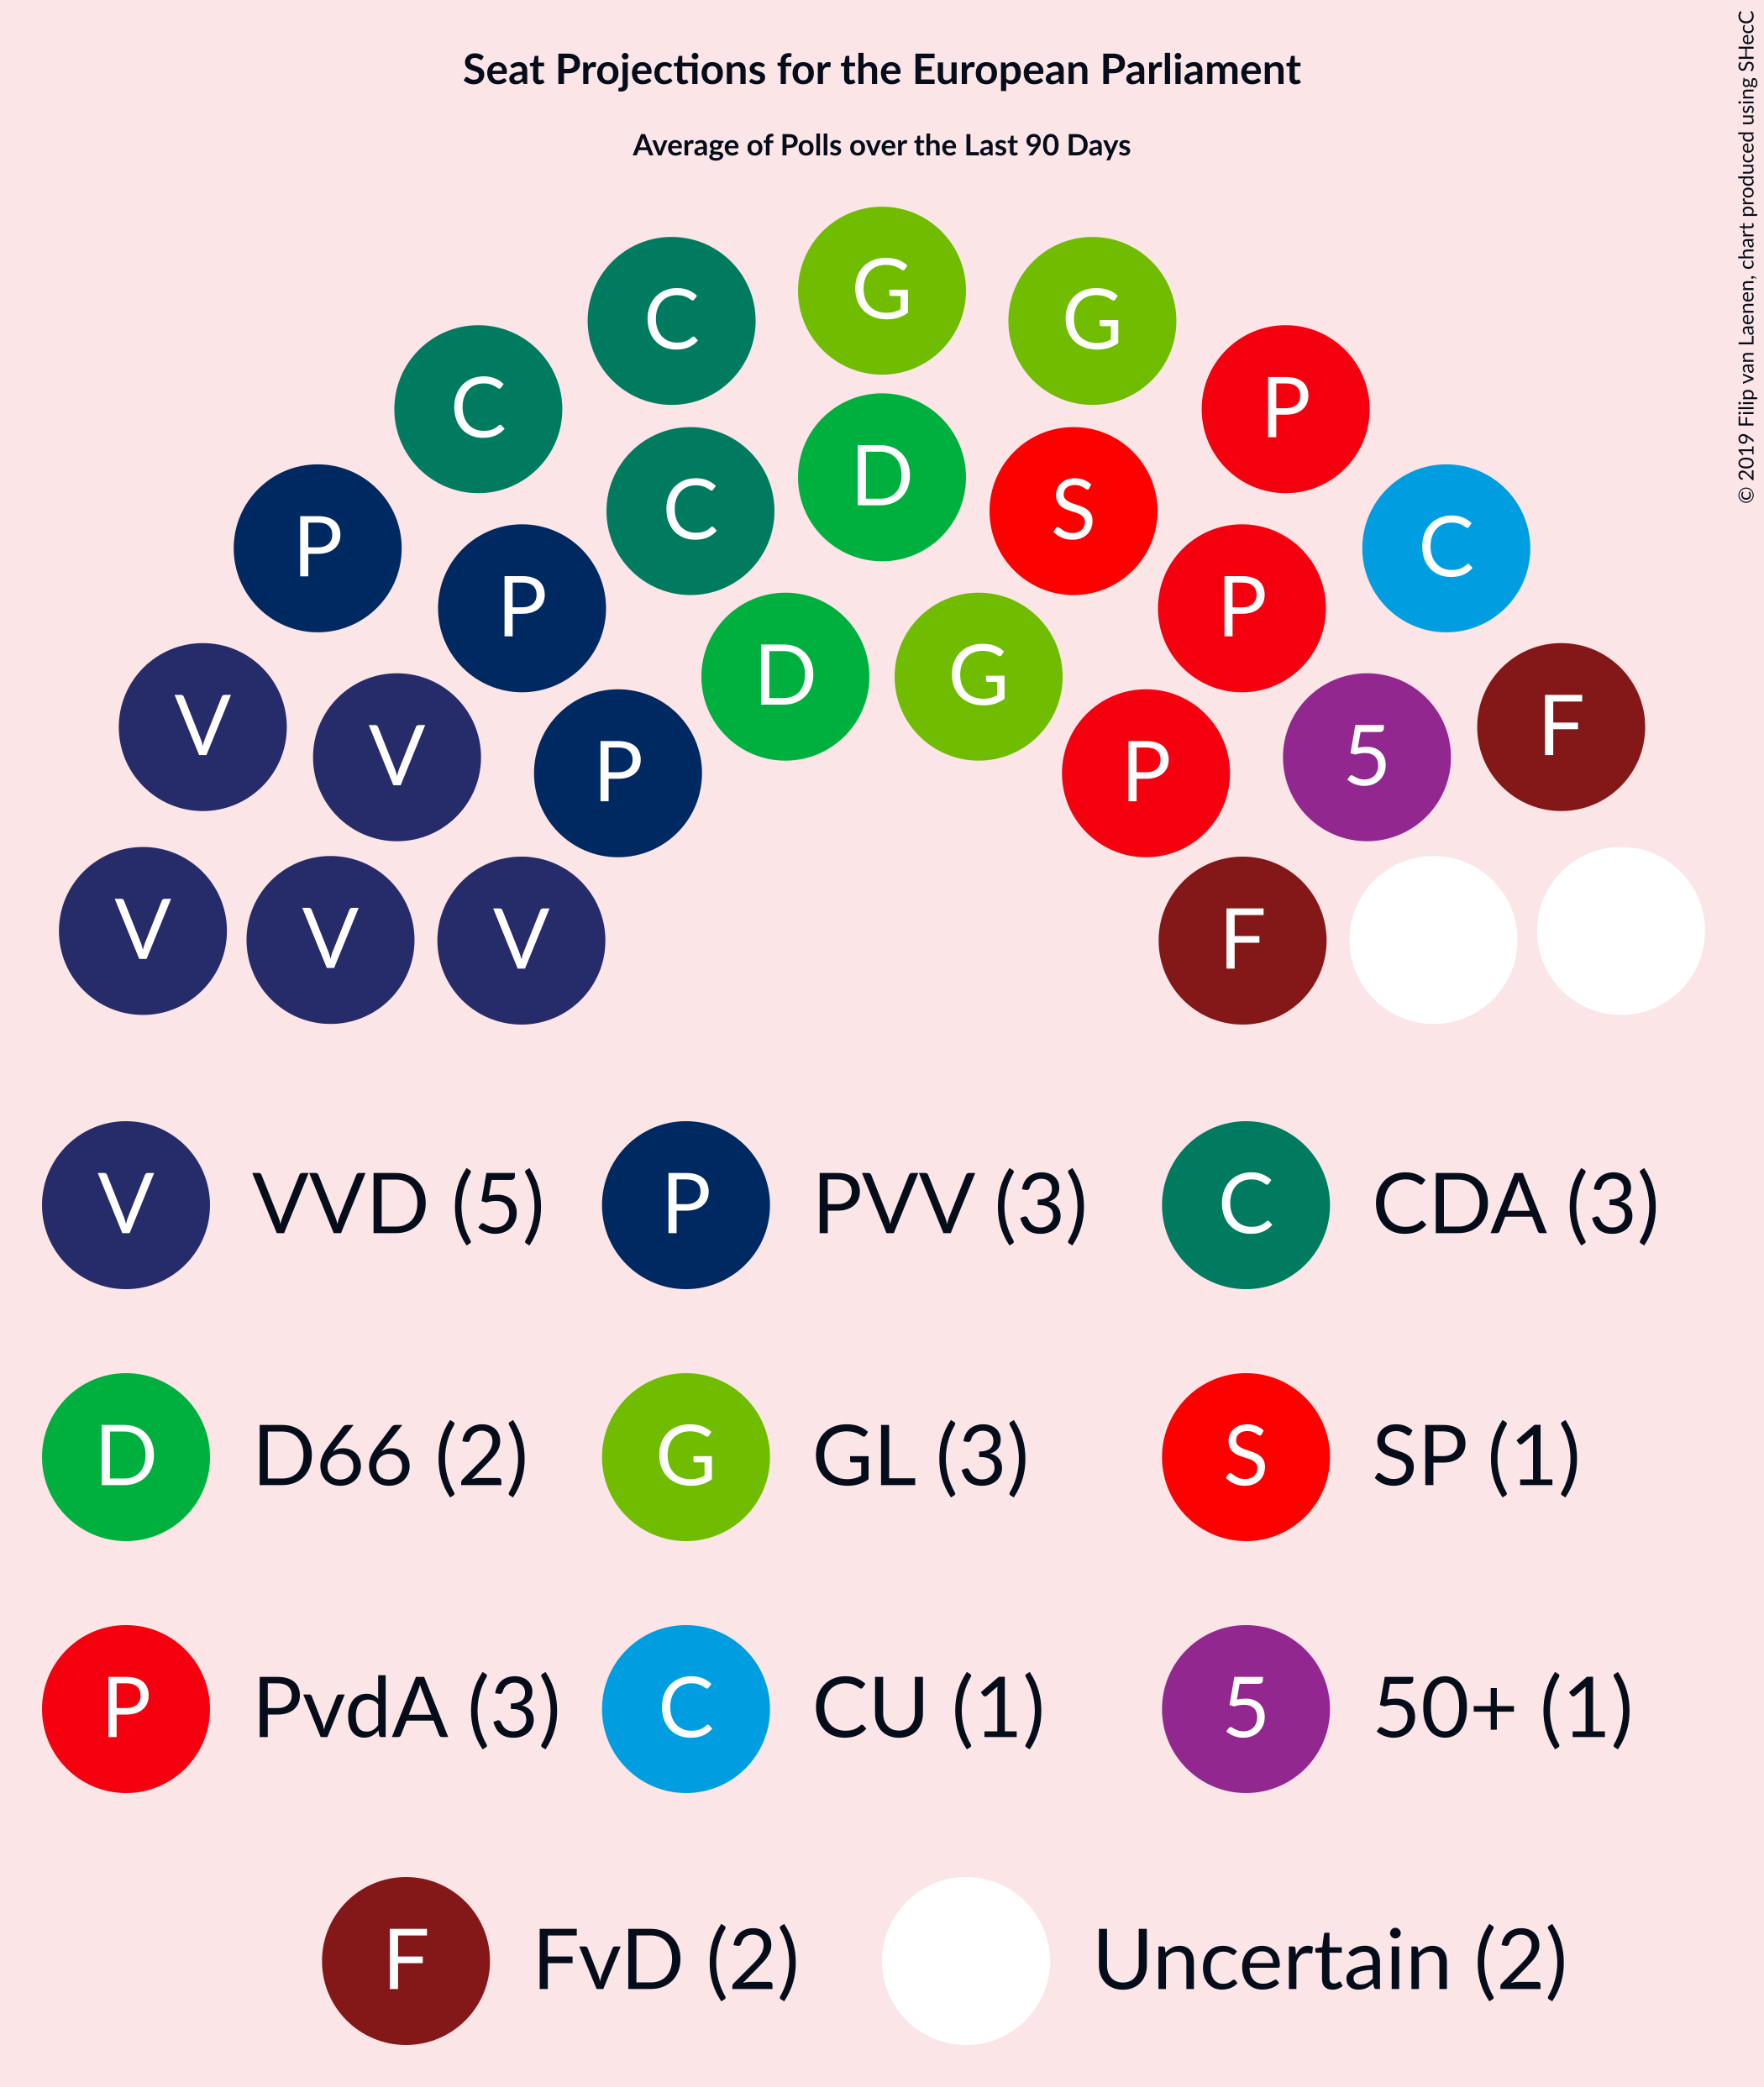 Seat Projections for the European Parliament
Average of Polls over the Last 90 Days
© 2019 Filip van Laenen, chart produced using SHecC
G
C G
C P
D
C S
P C
P P
D G
V F
V 5
P P
V V V F
V VVD (5) P PVV (3) C CDA (3)
D D66 (2) G GL (3) S SP (1)
P PvdA (3) C CU (1) 5 50+ (1)
F FvD (2) Uncertain (2)